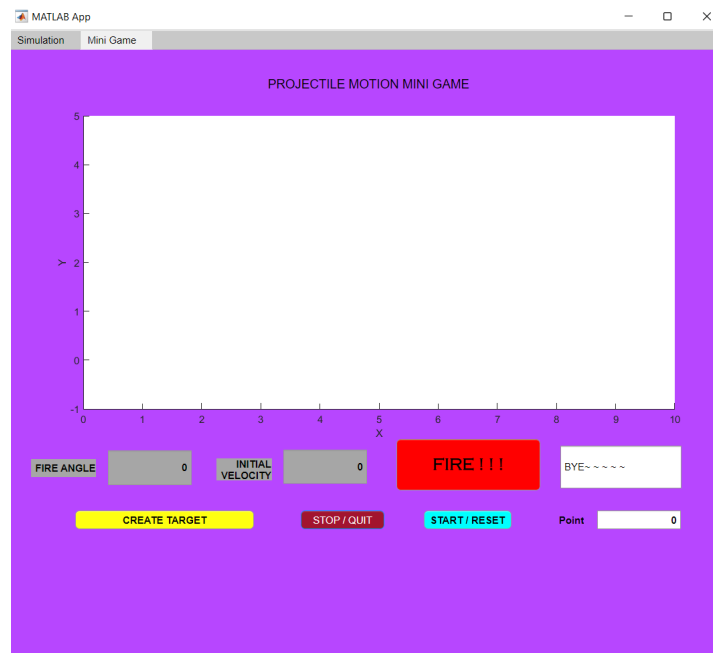 MATLAB App
Simulation
Mini Game
PROJECTILE MOTION MINI GAME
5
4
3
2
1
0
-1
Y
0 1 2 3 4 5 6 7 8 9 10
X
FIRE ANGLE
0
INITIAL
VELOCITY
0
FIRE ! ! !
BYE~ ~ ~ ~ ~
CREATE TARGET
STOP / QUIT
START / RESET
Point
0